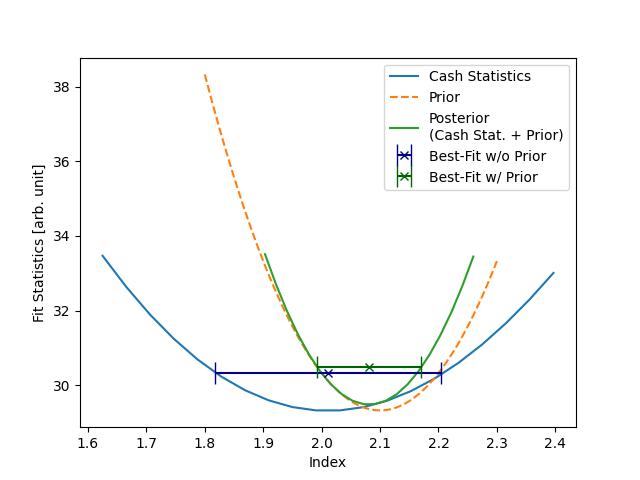 Fit Statistics [arb. unit]
38
36
34
32
30
Cash Statistics
Prior
Posterior
(Cash Stat. + Prior)
Best-Fit w/o Prior
Best-Fit w/ Prior
1.6 1.7 1.8 1.9 2.0 2.1 2.2 2.3 2.4
Index